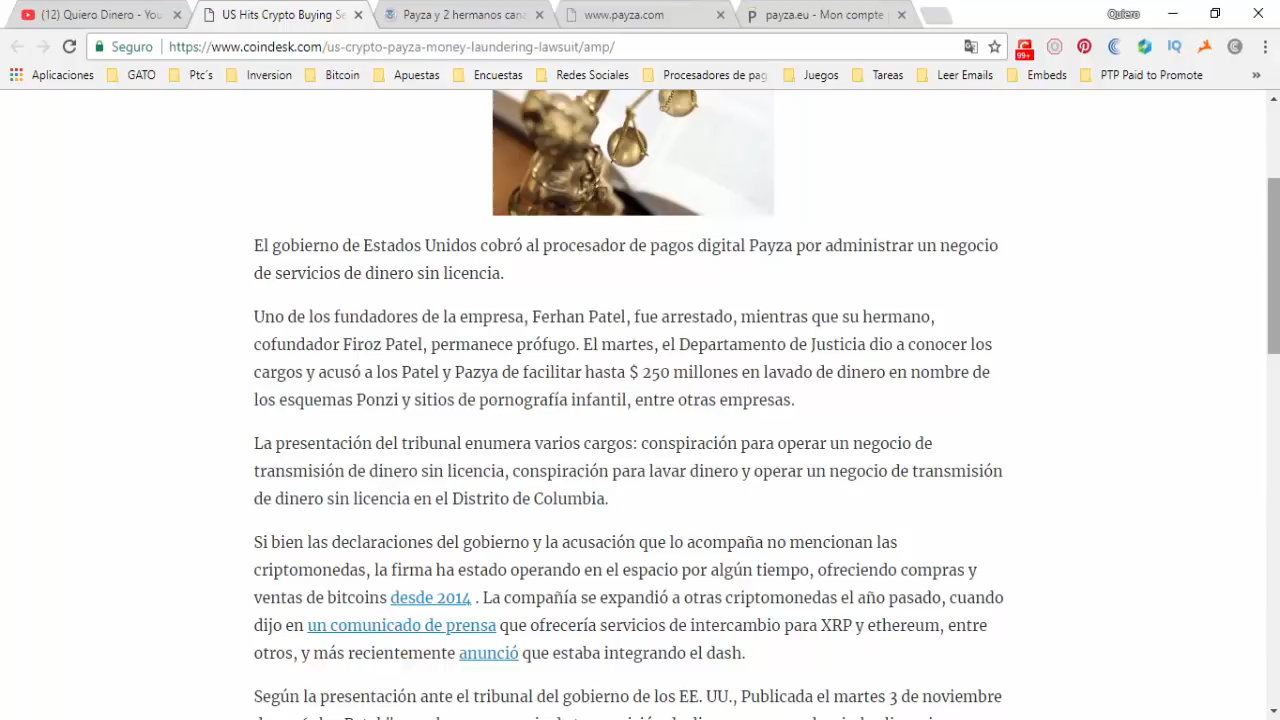 (12) Quiero Dinero - You
US Hits Crypto Buying Se
Payza y 2 hermanos can
www.payza.com
payza.eu - Mon compte
Quiero
Seguro
https://www.coindesk.com/us-crypto-payza-money-laundering-lawsuit/amp/
99+
IQ
Aplicaciones
GATO
Ptc's
Inversion
Bitcoin
Apuestas
Encuestas
Redes Sociales
Procesadores de pag
Juegos
Tareas
Leer Emails
Embeds
PTP Paid to Promote
El gobierno de Estados Unidos cobró al procesador de pagos digital Payza por administrar un negocio
de servicios de dinero sin licencia.
Uno de los fundadores de la empresa, Ferhan Patel, fue arrestado, mientras que su hermano,
cofundador Firoz Patel, permanece prófugo. El martes, el Departamento de Justicia dio a conocer los
cargos y acusó a los Patel y Pazya de facilitar hasta $ 250 millones en lavado de dinero en nombre de
los esquemas Ponzi y sitios de pornografía infantil, entre otras empresas.
La presentación del tribunal enumera varios cargos: conspiración para operar un negocio de
transmisión de dinero sin licencia, conspiración para lavar dinero y operar un negocio de transmisión
de dinero sin licencia en el Distrito de Columbia.
Si bien las declaraciones del gobierno y la acusación que lo acompaña no mencionan las
criptomonedas, la firma ha estado operando en el espacio por algún tiempo, ofreciendo compras y
ventas de bitcoins desde 2014 . La compañía se expandió a otras criptomonedas el año pasado, cuando
dijo en un comunicado de prensa que ofrecería servicios de intercambio para XRP y ethereum, entre
otros, y más recientemente anunció que estaba integrando el dash.
Según la presentación ante el tribunal del gobierno de los EE. UU., Publicada el martes 3 de noviembre